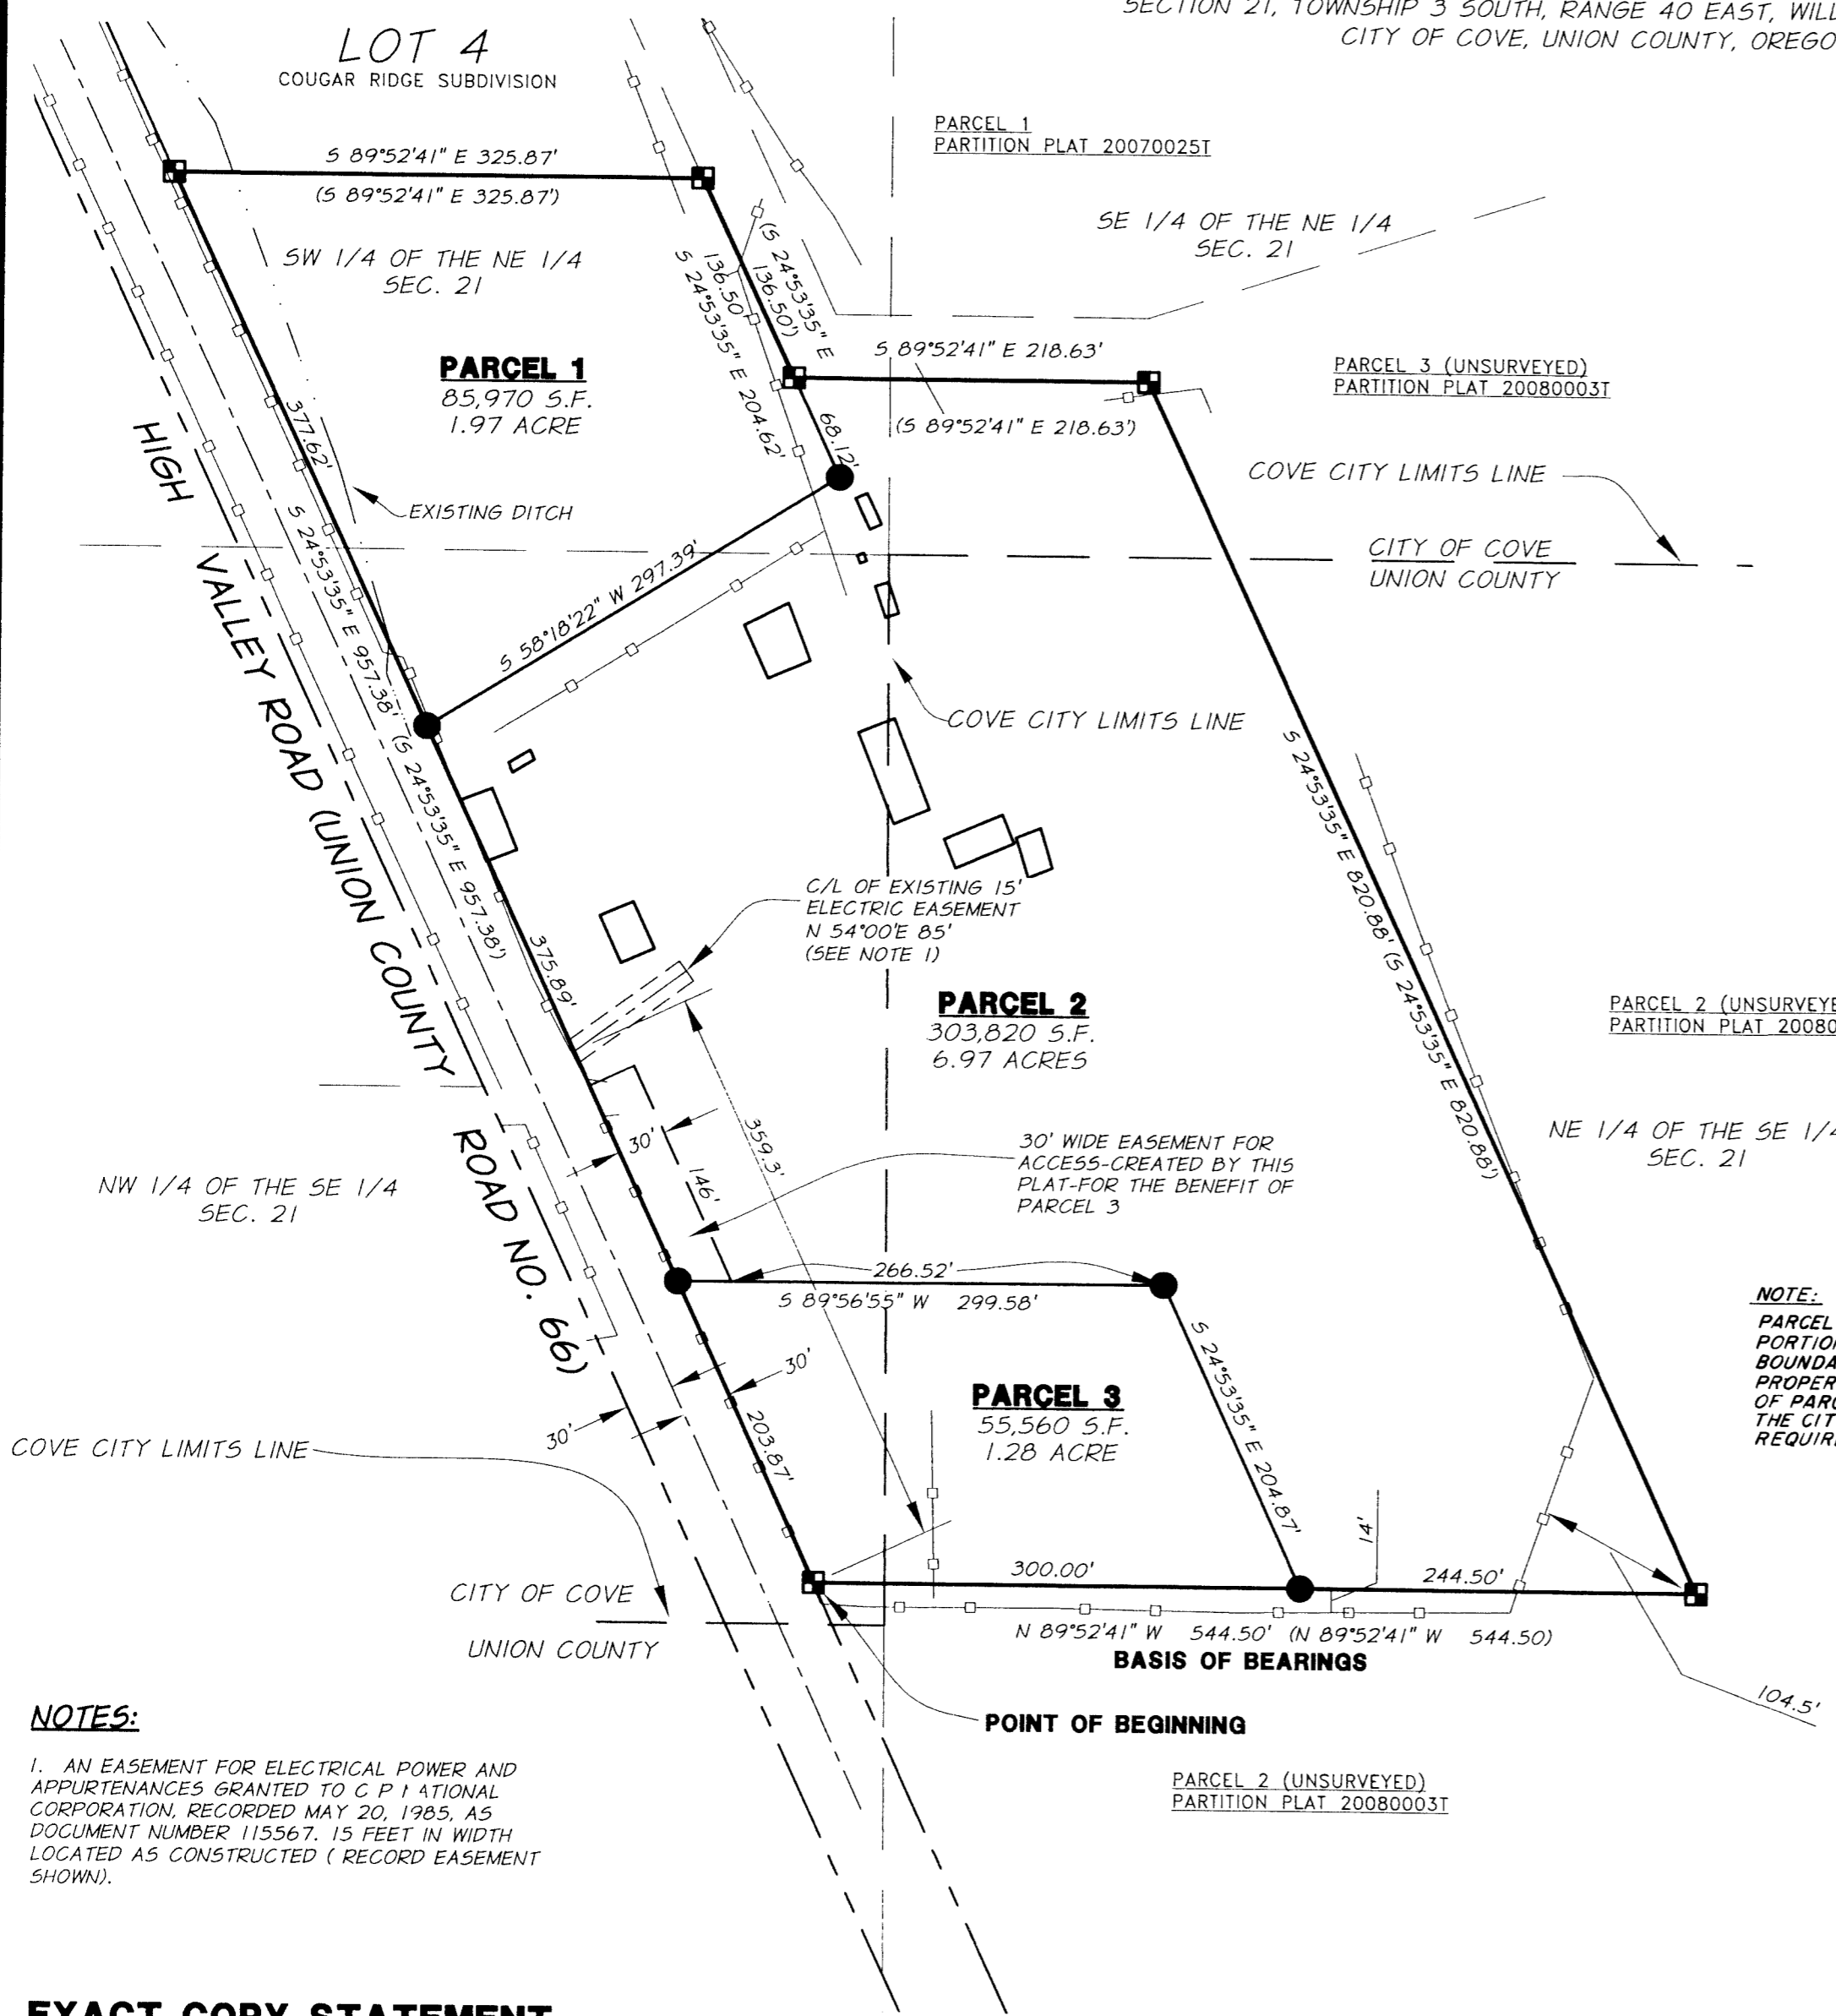 SECTION 21, TOWNSHIP 3 SOUTH, RANGE 40 EAST,
CITY OF COVE, UNION COUNTY,
LOT 4
COUGAR RIDGE SUBDIVISION
PARCEL 1
PARTITION PLAT 20070025T
S 89°52'41" E 325.87'
(S 89°52'41" E 325.87')
SE 1/4 OF THE NE 1/4
SEC. 21
SW 1/4 OF THE NE 1/4
SEC. 21
(S 24°53'35" E
136.50')
136.50'
S 24°53'35" E 204.62'
S 89°52'41" E 218.63'
(S 89°52'41" E 218.63')
PARCEL 3 (UNSURVEYED)
PARTITION PLAT 20080003T
PARCEL 1
85,970 S.F.
1.97 ACRE
68.12'
377.62'
COVE CITY LIMITS LINE
EXISTING DITCH
CITY OF COVE
UNION COUNTY
S 58°18'22" W 297.39'
S 24°53'35" E 957.38'
(S 24°53'35" E 957.38')
HIGH VALLEY ROAD (UNION COUNTY ROAD NO. 66)
COVE CITY LIMITS LINE
S 24°53'35" E 820.88' (S 24°53'35" E 820.88')
C/L OF EXISTING 15'
ELECTRIC EASEMENT
N 54°00'E 85'
(SEE NOTE 1)
375.89'
PARCEL 2
303,820 S.F.
6.97 ACRES
PARCEL 2
PARTITION PLAT
359.3'
30'
146'
30' WIDE EASEMENT FOR
ACCESS-CREATED BY THIS
PLAT-FOR THE BENEFIT OF
PARCEL 3
NE 1/4 OF THE SE 1/4
SEC. 21
NW 1/4 OF THE SE 1/4
SEC. 21
266.52'
S 89°56'55" W 299.58'
S 24°53'35" E 204.87'
NOTE:
PARCEL
THE
30'
30'
203.87'
PARCEL 3
55,560 S.F.
1.28 ACRE
COVE CITY LIMITS LINE
14'
300.00'
244.50'
CITY OF COVE
UNION COUNTY
N 89°52'41" W 544.50' (N 89°52'41" W 544.50)
BASIS OF BEARINGS
104.5'
POINT OF BEGINNING
PARCEL 2 (UNSURVEYED)
PARTITION PLAT 20080003T
NOTES:
1. AN EASEMENT FOR ELECTRICAL POWER AND
APPURTENANCES GRANTED TO C P
CORPORATION, RECORDED MAY 20, 1985, AS
DOCUMENT NUMBER 115567. 15 FEET IN WIDTH
LOCATED AS CONSTRUCTED ( RECORD EASEMENT
SHOWN).
EXACT COPY STATEMENT